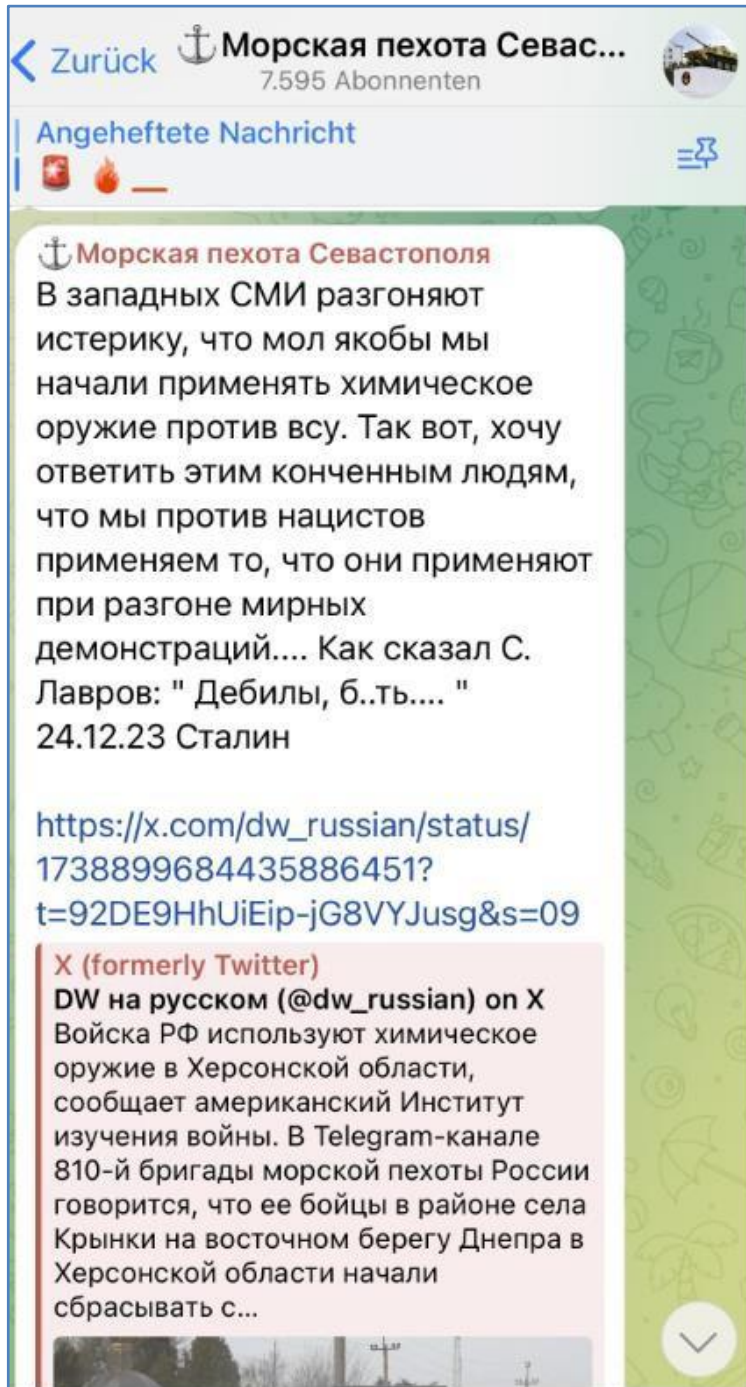 Zurück
Морская пехота Севас...
7.595 Abonnenten
Angeheftete Nachricht
Морская пехота Севастополя
В западных СМИ разгоняют
истерику, что мол якобы мы
начали применять химическое
оружие против всу. Так вот, хочу
ответить этим конченным людям,
что мы против нацистов
применяем то, что они применяют
при разгоне мирных
демонстраций.... Как сказал С.
Лавров: " Дебилы, б..ть.... "
24.12.23 Сталин
https://x.com/dw_russian/status/
1738899684435886451?
t=92DE9HhUiEip-jG8VYJusg&s=09
X (formerly Twitter)
DW на русском (@dw_russian) on X
Войска РФ используют химическое
оружие в Херсонской области,
сообщает американский Институт
изучения войны. В Telegram-канале
810-й бригады морской пехоты России
говорится, что ее бойцы в районе села
Крынки на восточном берегу Днепра в
Херсонской области начали
сбрасывать с...